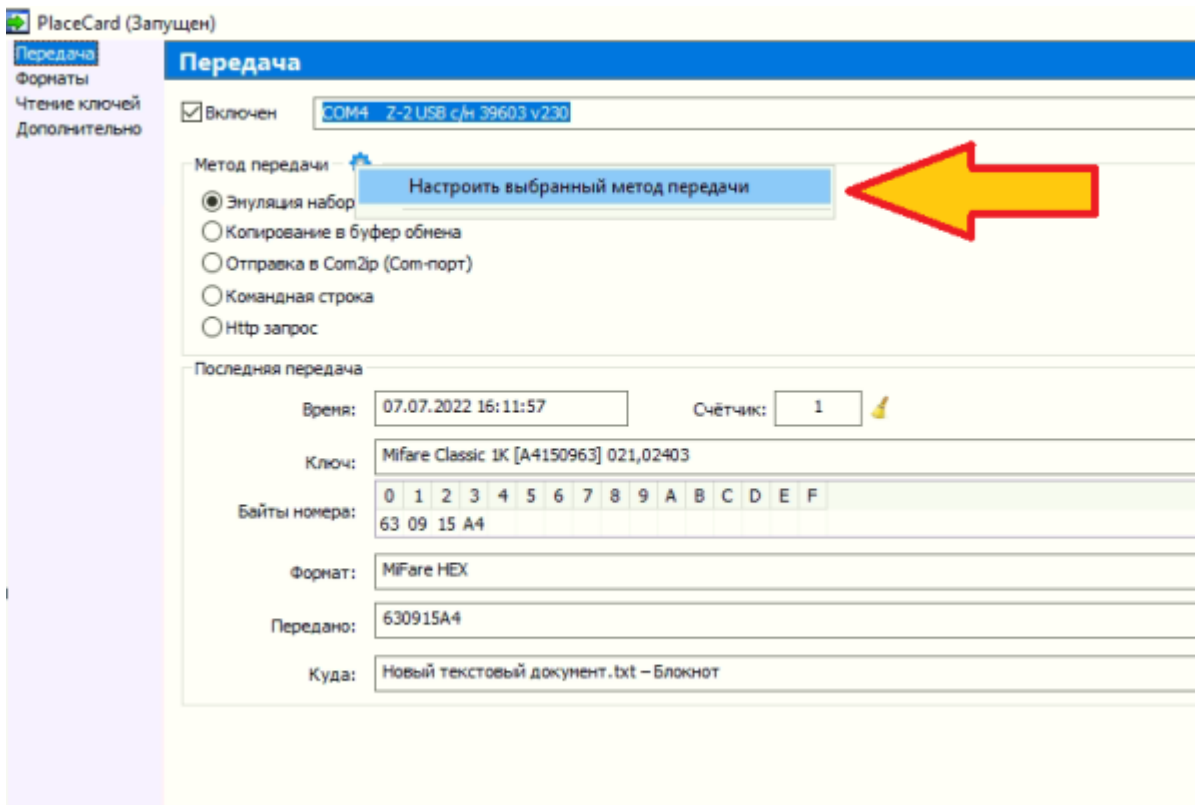 PlaceCard (Запущен)
Передача
Форматы
Чтение ключей
Дополнительно
Передача
Включен COM4 Z-2 USB с/н 39603 v230
Метод передачи
Настроить выбранный метод передачи
Эмуляция набор
Копирование в буфер обмена
Отправка в Com2ip (Com-порт)
Командная строка
Http запрос
Последняя передача
Время: 07.07.2022 16:11:57 Счётчик: 1
Ключ: Mifare Classic 1K [A4150963] 021,02403
0 1 2 3 4 5 6 7 8 9 A B C D E F
Байты номера:
63 09 15 A4
Формат: MiFare HEX
Передано: 630915A4
Куда: Новый текстовый документ.txt – Блокнот